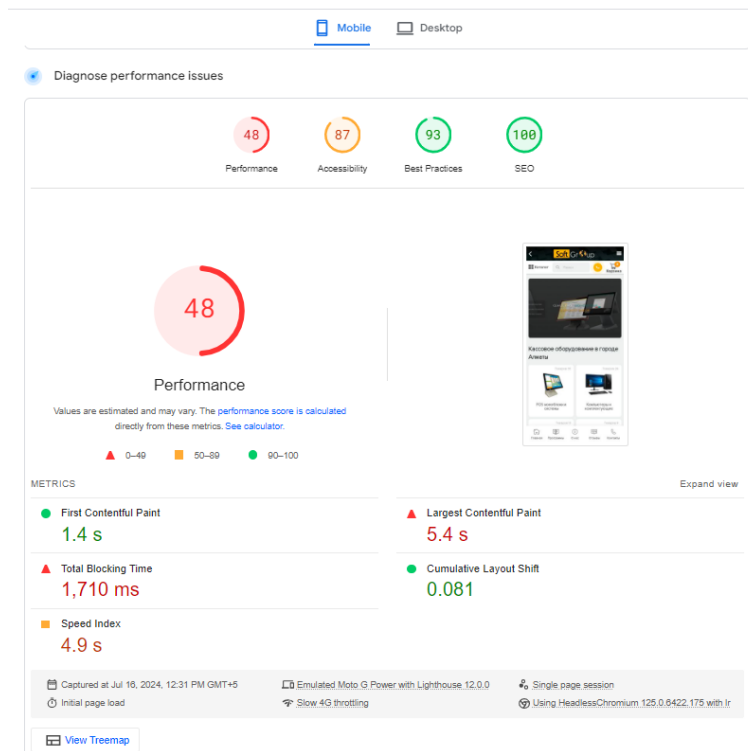 Mobile Desktop
Diagnose performance issues
48 87 93 100
Performance Accessibility Best Practices SEO
48
Performance
Values are estimated and may vary. The performance score is calculated
directly from these metrics. See calculator.
0–49 50–89 90–100
Soft Group
Каталог
Корзина
Кассовое оборудование в городе
Алматы
METRICS Expand view
First Contentful Paint
1.4 s
Largest Contentful Paint
5.4 s
Total Blocking Time
1,710 ms
Cumulative Layout Shift
0.081
Speed Index
4.9 s
Captured at Jul 16, 2024, 12:31 PM GMT+5 Emulated Moto G Power with Lighthouse 12.0.0 Single page session
Initial page load Slow 4G throttling Using HeadlessChromium 125.0.6422.175 with lr
View Treemap